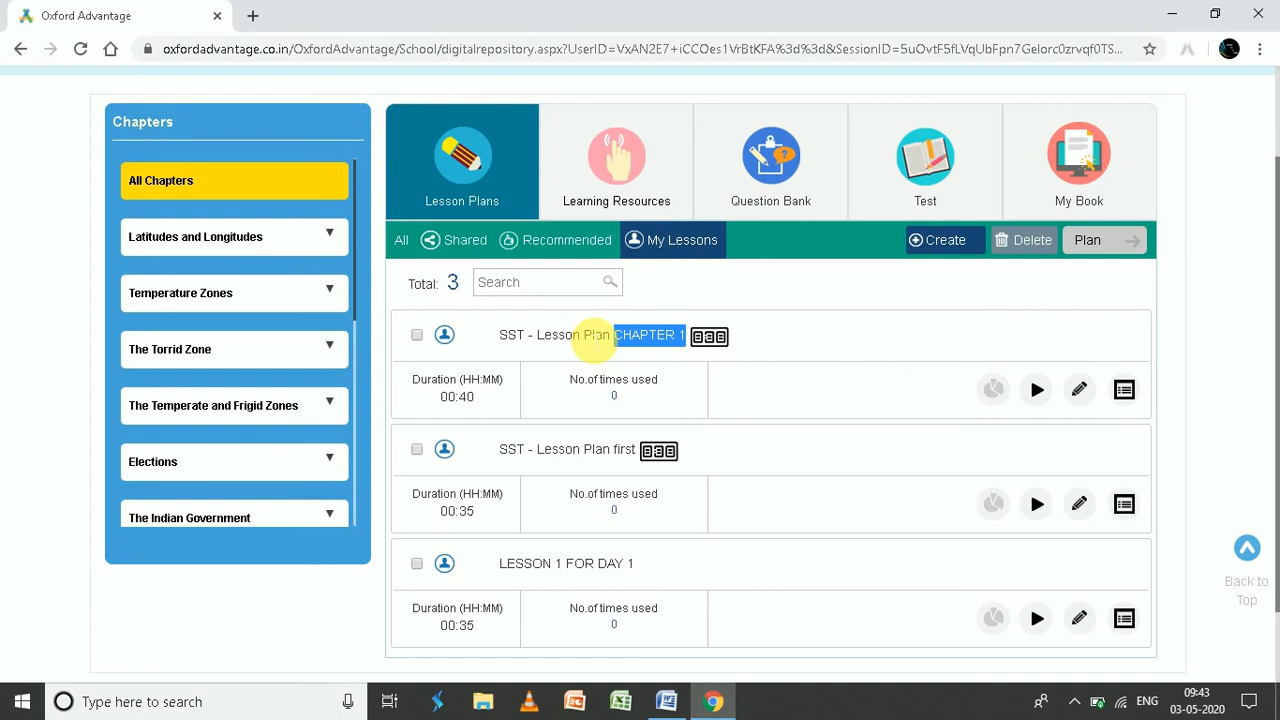 Oxford Advantage
oxfordadvantage.co.in/OxfordAdvantage/School/digitalrepository.aspx?UserID=VxAN2E7+
Chapters
All Chapters
Latitudes and Longitudes
Temperature Zones
The Torrid Zone
The Temperate and Frigid Zones
Elections
The Indian Government
Lesson Plans
Learning Resources
Question Bank
Test
My Book
All Shared Recommended My Lessons Create Delete Plan
Total: 3 Search
SST - Lesson Plan CHAPTER 1
Duration (HH:MM) No.of times used
00:40 0
SST - Lesson Plan first
Duration (HH:MM) No.of times used
00:35 0
LESSON 1 FOR DAY 1
Duration (HH:MM) No.of times used
00:35 0
Back to
Top
Type here to search
ENG
09:43
03-05-2020